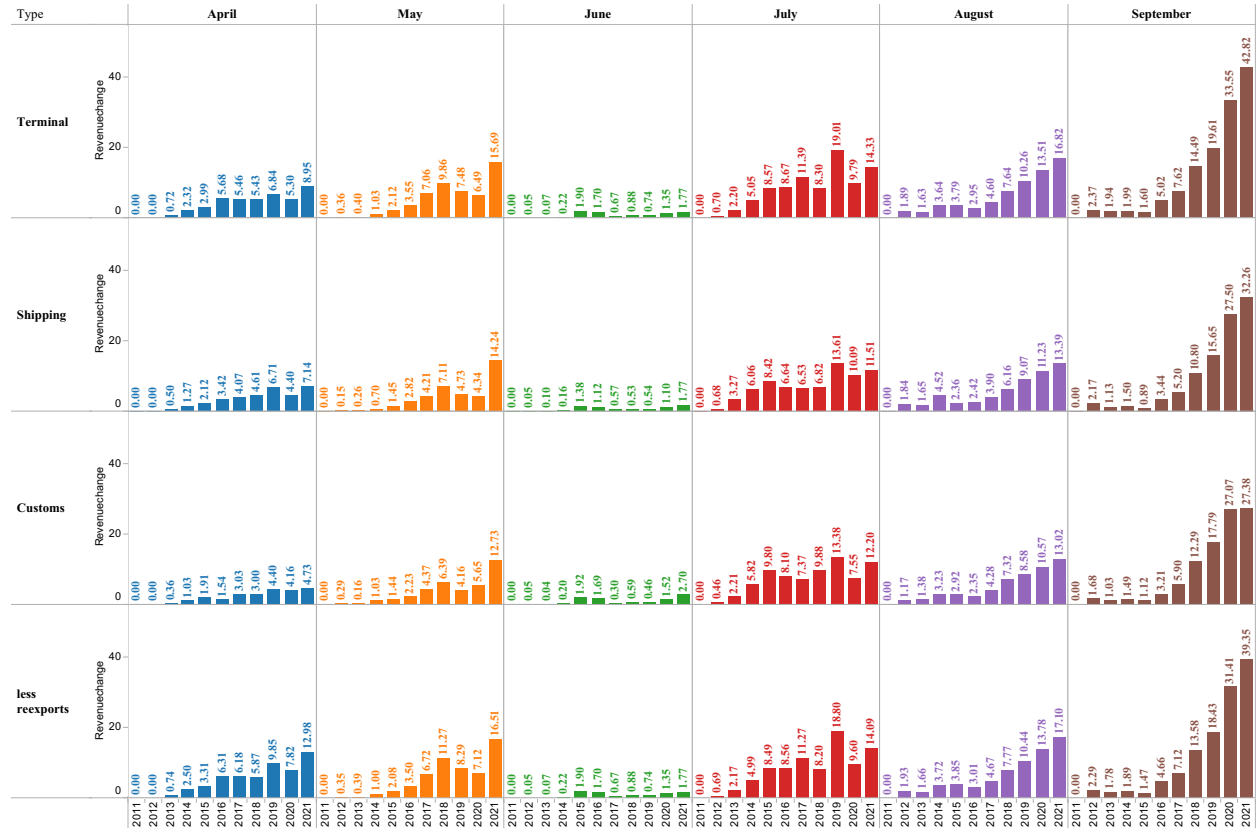 Type April May June July August September
Terminal
Revenuechange
40
20
0
0.00 0.00 0.72 2.32 2.99 5.68 5.46 5.43 6.84 5.30 8.95
0.00 0.36 0.40 1.03 2.12 3.55 7.06 9.86 7.48 6.49 15.69
0.00 0.05 0.07 0.22 1.90 1.70 0.67 0.88 0.74 1.35 1.77
0.00 0.70 2.20 5.05 8.57 8.67 11.39 8.30 19.01 9.79 14.33
0.00 1.89 1.63 3.64 3.79 2.95 4.60 7.64 10.26 13.51 16.82
0.00 2.37 1.94 1.99 1.60 5.02 7.62 14.49 19.61 33.55 42.82
Shipping
Revenuechange
40
20
0
0.00 0.00 0.50 1.27 2.12 3.42 4.07 4.61 6.71 4.40 7.14
0.00 0.15 0.26 0.70 1.45 2.82 4.21 7.11 4.73 4.34 14.24
0.00 0.05 0.10 0.16 1.38 1.12 0.57 0.53 0.54 1.10 1.77
0.00 0.68 3.27 6.06 8.42 6.64 6.53 6.82 13.61 10.09 11.51
0.00 1.84 1.65 4.52 2.36 2.42 3.90 6.16 9.07 11.23 13.39
0.00 2.17 1.13 1.50 0.89 3.44 5.20 10.80 15.65 27.50 32.26
Customs
Revenuechange
40
20
0
0.00 0.00 0.36 1.03 1.91 1.54 3.03 3.00 4.40 4.16 4.73
0.00 0.29 0.16 1.03 1.44 2.23 4.37 6.39 4.16 5.65 12.73
0.00 0.05 0.04 0.20 1.92 1.69 0.30 0.59 0.46 1.52 2.70
0.00 0.46 2.21 5.82 9.80 8.10 7.37 9.88 13.38 7.55 12.20
0.00 1.17 1.38 3.23 2.92 2.35 4.28 7.32 8.58 10.57 13.02
0.00 1.68 1.03 1.49 1.12 3.21 5.90 12.29 17.79 27.07 27.38
less
reexports
Revenuechange
40
20
0
0.00 0.00 0.74 2.50 3.31 6.31 6.18 5.87 9.85 7.82 12.98
0.00 0.35 0.39 1.00 2.08 3.50 6.72 11.27 8.29 7.12 16.51
0.00 0.05 0.07 0.22 1.90 1.70 0.67 0.88 0.74 1.35 1.77
0.00 0.69 2.17 4.99 8.49 8.56 11.27 8.20 18.80 9.60 14.09
0.00 1.93 1.66 3.72 3.85 3.01 4.67 7.77 10.44 13.78 17.10
0.00 2.29 1.78 1.89 1.47 4.66 7.12 13.58 18.43 31.41 39.35
2011 2012 2013 2014 2015 2016 2017 2018 2019 2020 2021
2011 2012 2013 2014 2015 2016 2017 2018 2019 2020 2021
2011 2012 2013 2014 2015 2016 2017 2018 2019 2020 2021
2011 2012 2013 2014 2015 2016 2017 2018 2019 2020 2021
2011 2012 2013 2014 2015 2016 2017 2018 2019 2020 2021
2011 2012 2013 2014 2015 2016 2017 2018 2019 2020 2021